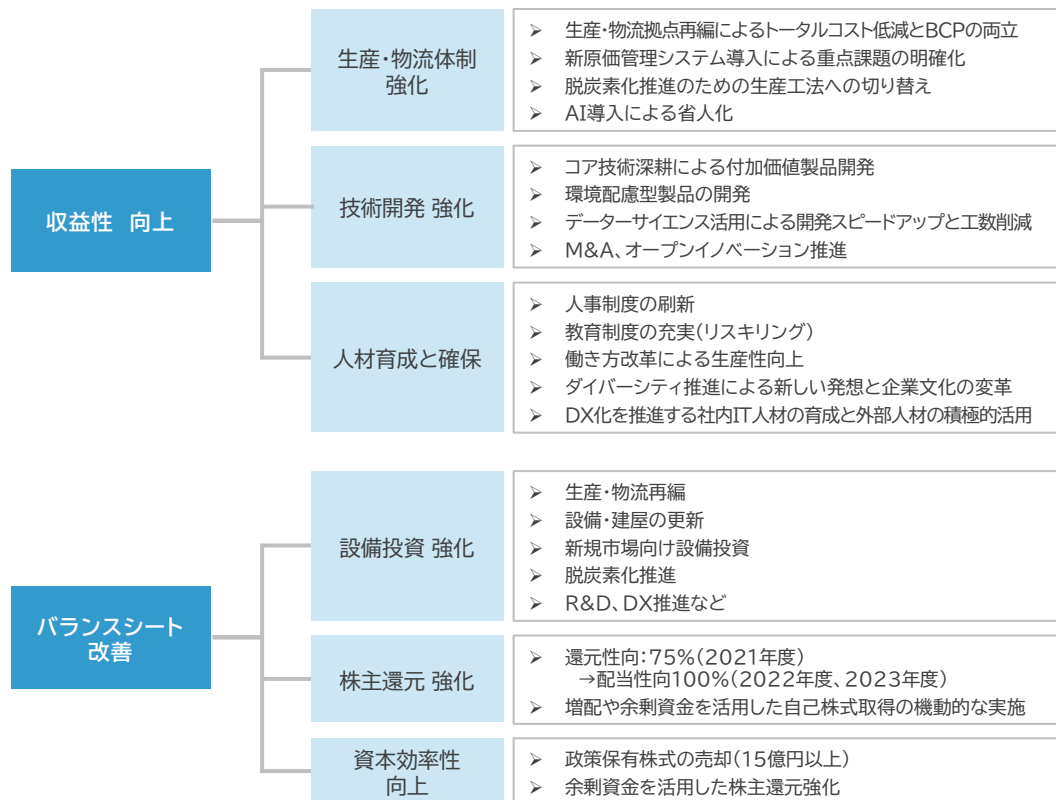 収益性 向上
生産・物流体制
強化
➢ 生産・物流拠点再編によるトータルコスト低減とBCPの両立
➢ 新原価管理システム導入による重点課題の明確化
➢ 脱炭素化推進のための生産工法への切り替え
➢ AI導入による省人化
技術開発 強化
➢ コア技術深耕による付加価値製品開発
➢ 環境配慮型製品の開発
➢ データーサイエンス活用による開発スピードアップと工数削減
➢ M&A、オープンイノベーション推進
人材育成と確保
➢ 人事制度の刷新
➢ 教育制度の充実(リスキリング)
➢ 働き方改革による生産性向上
➢ ダイバーシティ推進による新しい発想と企業文化の変革
➢ DX化を推進する社内IT人材の育成と外部人材の積極的活用
バランスシート
改善
設備投資 強化
➢ 生産・物流再編
➢ 設備・建屋の更新
➢ 新規市場向け設備投資
➢ 脱炭素化推進
➢ R&D、DX推進など
株主還元 強化
➢ 還元性向:75%(2021年度)
→配当性向100%(2022年度、2023年度)
➢ 増配や余剰資金を活用した自己株式取得の機動的な実施
資本効率性
向上
➢ 政策保有株式の売却(15億円以上)
➢ 余剰資金を活用した株主還元強化